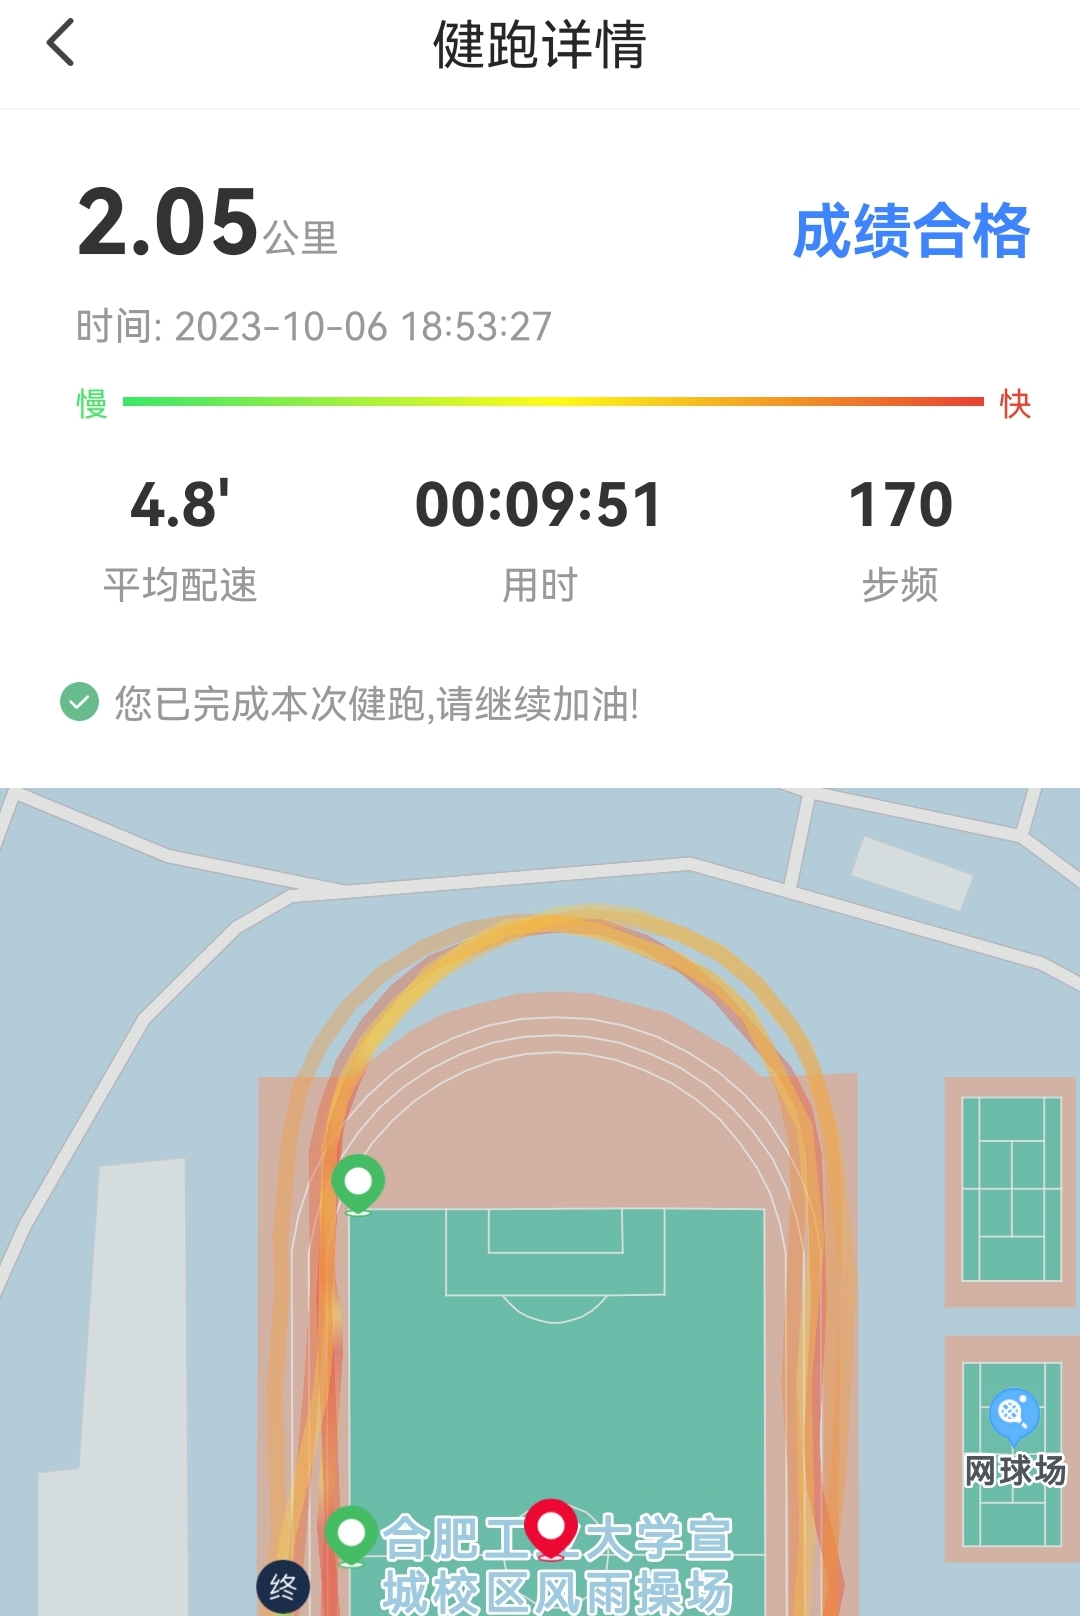 健跑详情
2.05公里
成绩合格
时间: 2023-10-06 18:53:27
慢
快
4.8'
00:09:51
170
平均配速
用时
步频
您已完成本次健跑,请继续加油!
网球场
合肥工业大学宣
城校区风雨操场
终